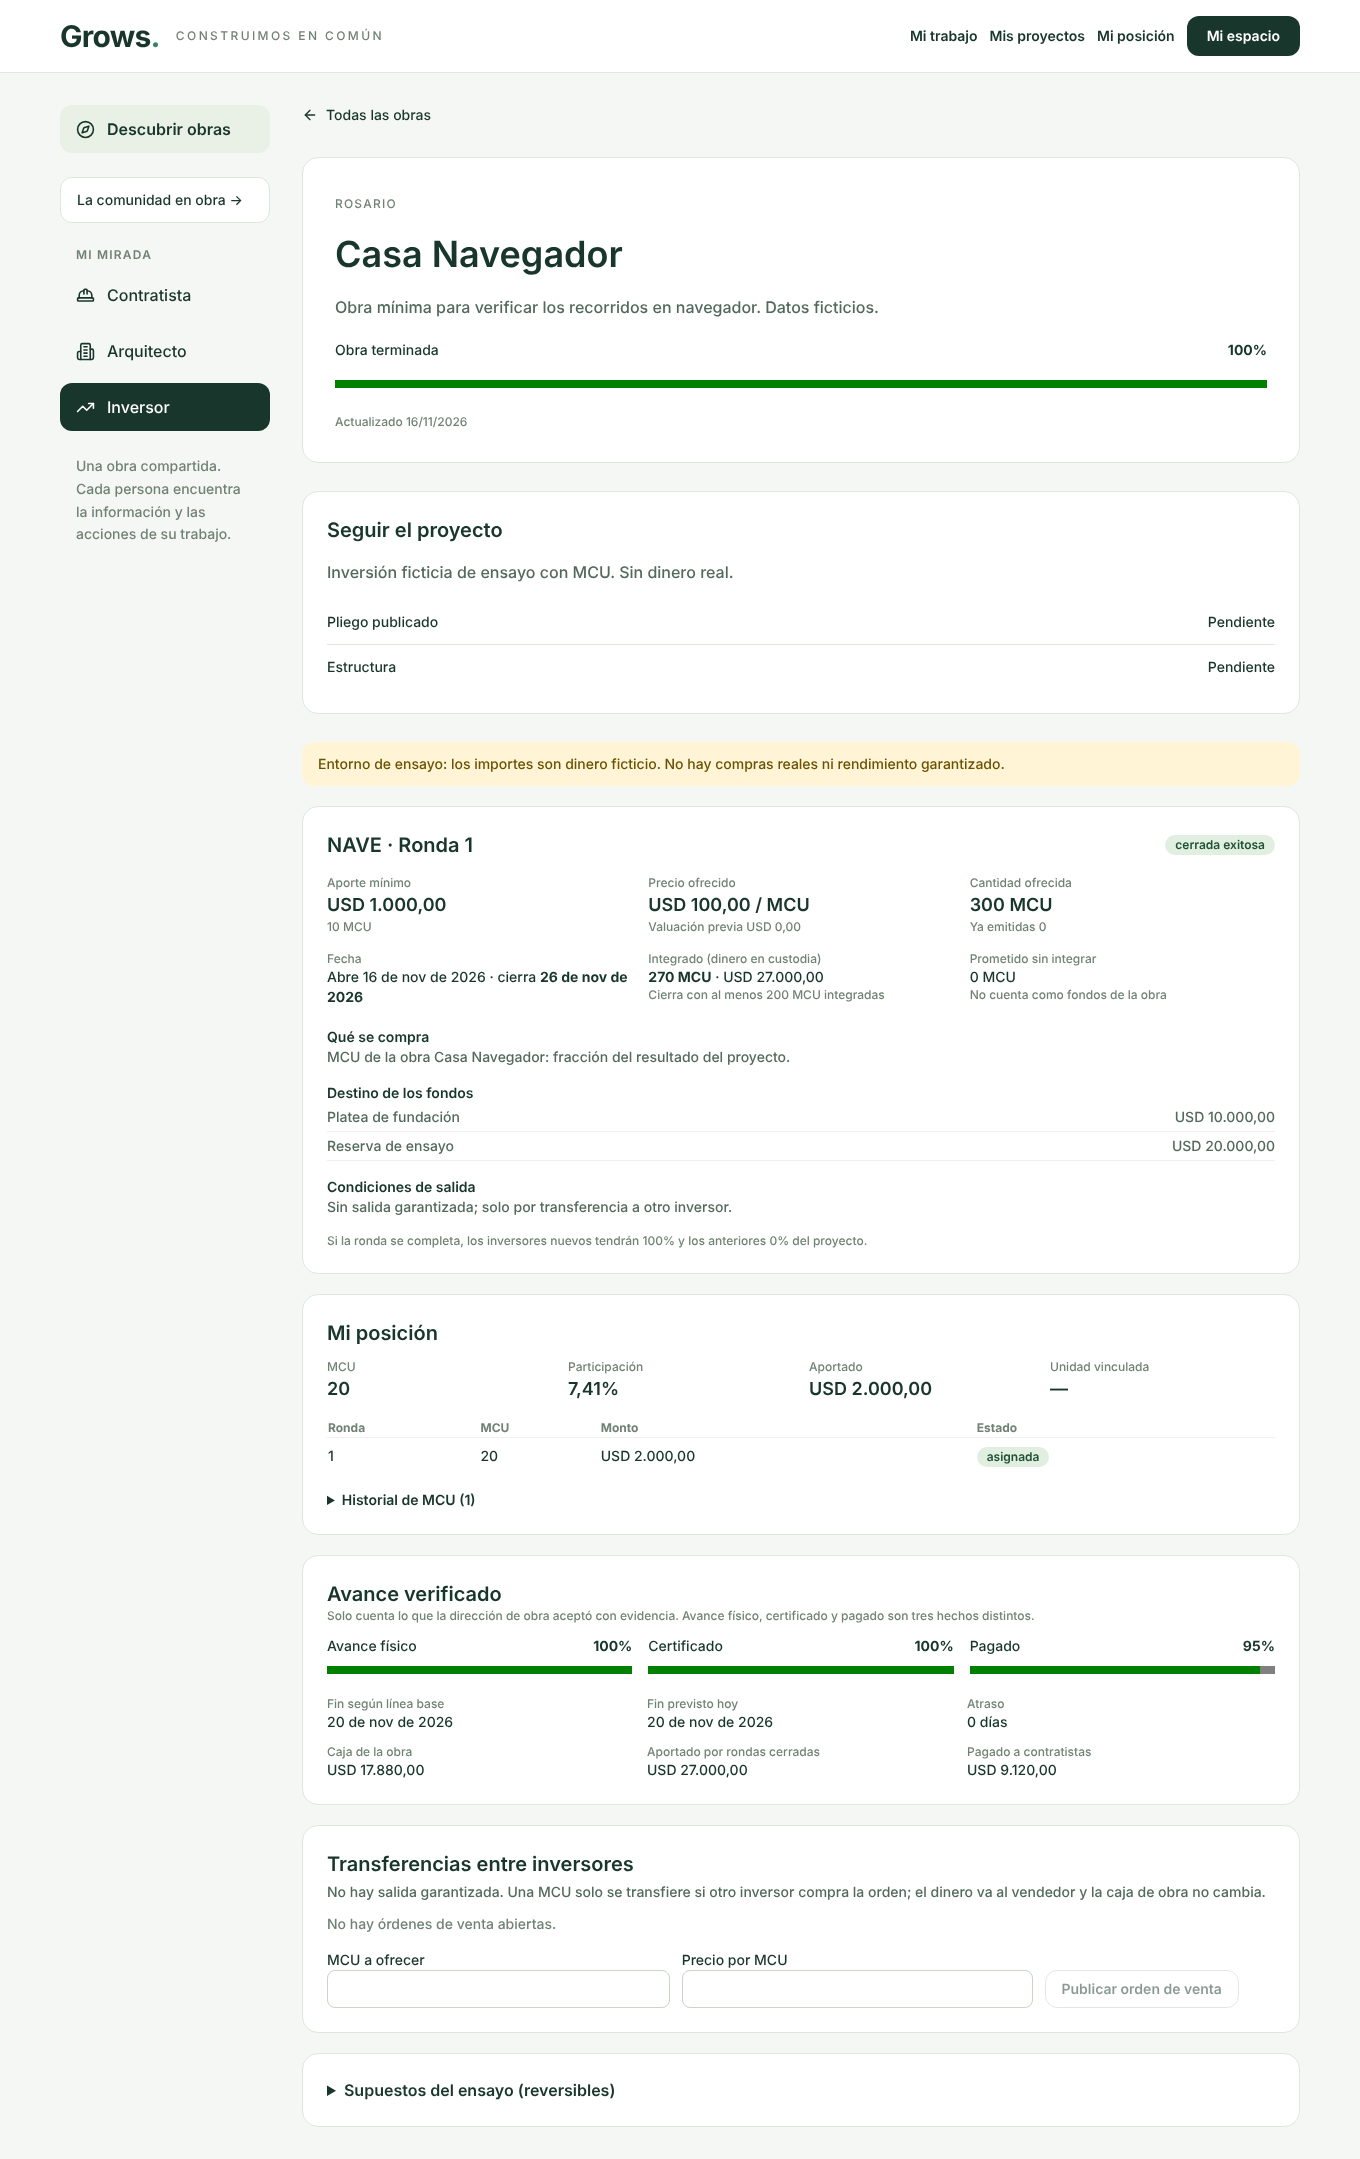 Grows.
CONSTRUIMOS EN COMÚN
Mi trabajo
Mis proyectos
Mi posición
Mi espacio
Descubrir obras
La comunidad en obra →
MI MIRADA
Contratista
Arquitecto
Inversor
Una obra compartida.
Cada persona encuentra
la información y las
acciones de su trabajo.
← Todas las obras
ROSARIO
Casa Navegador
Obra mínima para verificar los recorridos en navegador. Datos ficticios.
Obra terminada 100%
Actualizado 16/11/2026
Seguir el proyecto
Inversión ficticia de ensayo con MCU. Sin dinero real.
Pliego publicado Pendiente
Estructura Pendiente
Entorno de ensayo: los importes son dinero ficticio. No hay compras reales ni rendimiento garantizado.
NAVE · Ronda 1 cerrada exitosa
Aporte mínimo Precio ofrecido Cantidad ofrecida
USD 1.000,00 USD 100,00 / MCU 300 MCU
10 MCU Valuación previa USD 0,00 Ya emitidas 0
Fecha Integrado (dinero en custodia) Prometido sin integrar
Abre 16 de nov de 2026 · cierra 26 de nov de 270 MCU · USD 27.000,00 0 MCU
2026 Cierra con al menos 200 MCU integradas No cuenta como fondos de la obra
Qué se compra
MCU de la obra Casa Navegador: fracción del resultado del proyecto.
Destino de los fondos
Platea de fundación USD 10.000,00
Reserva de ensayo USD 20.000,00
Condiciones de salida
Sin salida garantizada; solo por transferencia a otro inversor.
Si la ronda se completa, los inversores nuevos tendrán 100% y los anteriores 0% del proyecto.
Mi posición
MCU Participación Aportado Unidad vinculada
20 7,41% USD 2.000,00 —
Ronda MCU Monto Estado
1 20 USD 2.000,00 asignada
▶ Historial de MCU (1)
Avance verificado
Solo cuenta lo que la dirección de obra aceptó con evidencia. Avance físico, certificado y pagado son tres hechos distintos.
Avance físico 100% Certificado 100% Pagado 95%
Fin según línea base Fin previsto hoy Atraso
20 de nov de 2026 20 de nov de 2026 0 días
Caja de la obra Aportado por rondas cerradas Pagado a contratistas
USD 17.880,00 USD 27.000,00 USD 9.120,00
Transferencias entre inversores
No hay salida garantizada. Una MCU solo se transfiere si otro inversor compra la orden; el dinero va al vendedor y la caja de obra no cambia.
No hay órdenes de venta abiertas.
MCU a ofrecer Precio por MCU
Publicar orden de venta
▶ Supuestos del ensayo (reversibles)